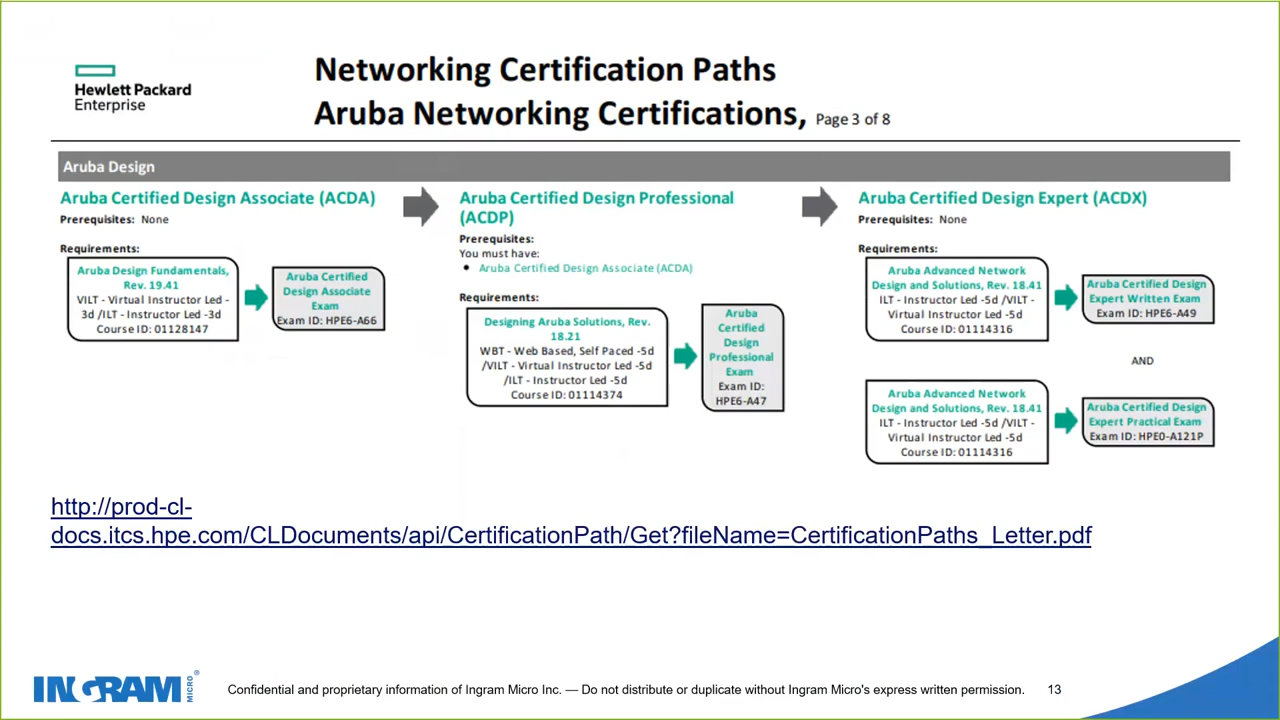 Hewlett Packard
Enterprise
Networking Certification Paths
Aruba Networking Certifications, Page 3 of 8
Aruba Design
Aruba Certified Design Associate (ACDA)
Prerequisites: None
Requirements:
Aruba Design Fundamentals,
Rev. 19.41
VILT - Virtual Instructor Led -
3d /ILT - Instructor Led -3d
Course ID: 01128147
Aruba Certified
Design Associate
Exam
Exam ID: HPE6-A66
Aruba Certified Design Professional
(ACDP)
Prerequisites:
You must have:
● Aruba Certified Design Associate (ACDA)
Requirements:
Designing Aruba Solutions, Rev.
18.21
WBT - Web Based, Self Paced -5d
/VILT - Virtual Instructor Led -5d
/ILT - Instructor Led -5d
Course ID: 01114374
Aruba
Certified
Design
Professional
Exam
Exam ID:
HPE6-A47
Aruba Certified Design Expert (ACDX)
Prerequisites: None
Requirements:
Aruba Advanced Network
Design and Solutions, Rev. 18.41
ILT - Instructor Led -5d /VILT -
Virtual Instructor Led -5d
Course ID: 01114316
Aruba Certified Design
Expert Written Exam
Exam ID: HPE6-A49
AND
Aruba Advanced Network
Design and Solutions, Rev. 18.41
ILT - Instructor Led -5d /VILT -
Virtual Instructor Led -5d
Course ID: 01114316
Aruba Certified Design
Expert Practical Exam
Exam ID: HPE0-A121P
http://prod-cl-
docs.itcs.hpe.com/CLDocuments/api/CertificationPath/Get?fileName=CertificationPaths_Letter.pdf
INGRAM MICRO ®
Confidential and proprietary information of Ingram Micro Inc. — Do not distribute or duplicate without Ingram Micro's express written permission.
13